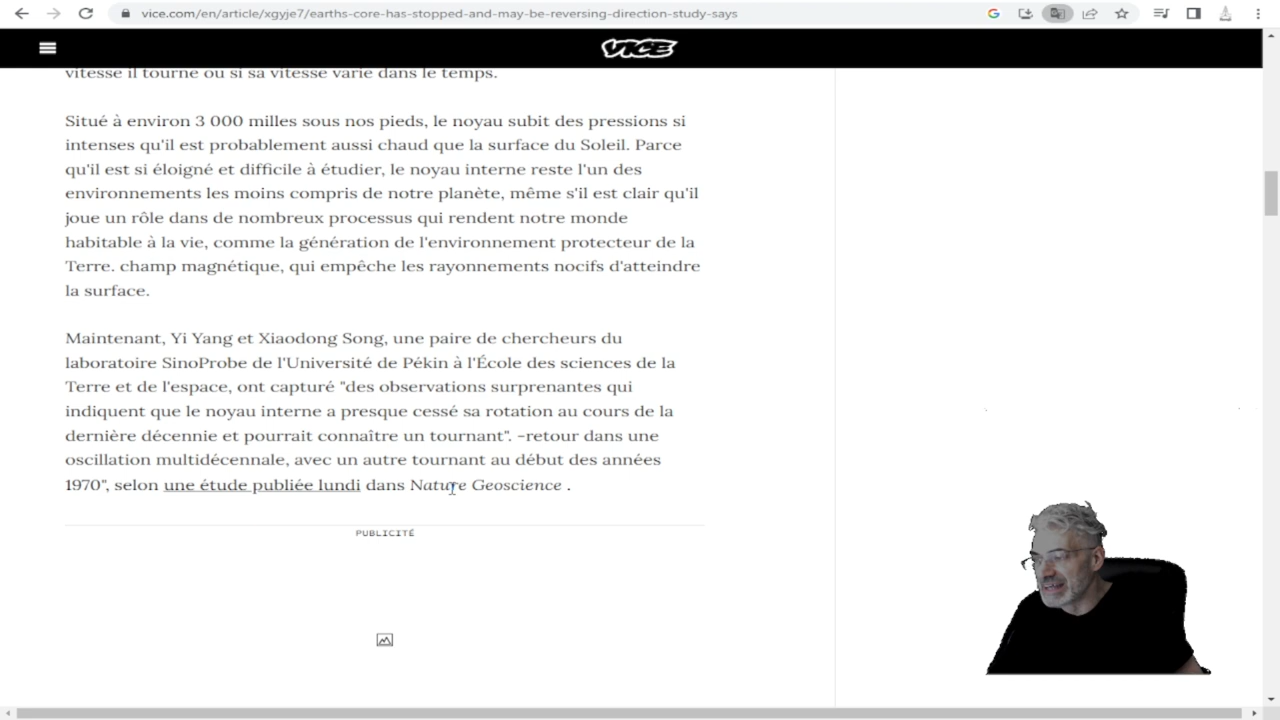 vice.com/en/article/xgyje7/earths-core-has-stopped-and-may-be-reversing-direction-study-says
VICE
vitesse il tourne ou si sa vitesse varie dans le temps.
Situé à environ 3 000 milles sous nos pieds, le noyau subit des pressions si
intenses qu'il est probablement aussi chaud que la surface du Soleil. Parce
qu'il est si éloigné et difficile à étudier, le noyau interne reste l'un des
environnements les moins compris de notre planète, même s'il est clair qu'il
joue un rôle dans de nombreux processus qui rendent notre monde
habitable à la vie, comme la génération de l'environnement protecteur de la
Terre. champ magnétique, qui empêche les rayonnements nocifs d'atteindre
la surface.
Maintenant, Yi Yang et Xiaodong Song, une paire de chercheurs du
laboratoire SinoProbe de l'Université de Pékin à l'École des sciences de la
Terre et de l'espace, ont capturé "des observations surprenantes qui
indiquent que le noyau interne a presque cessé sa rotation au cours de la
dernière décennie et pourrait connaître un tournant". -retour dans une
oscillation multidécennale, avec un autre tournant au début des années
1970", selon une étude publiée lundi dans Nature Geoscience .
PUBLICITÉ